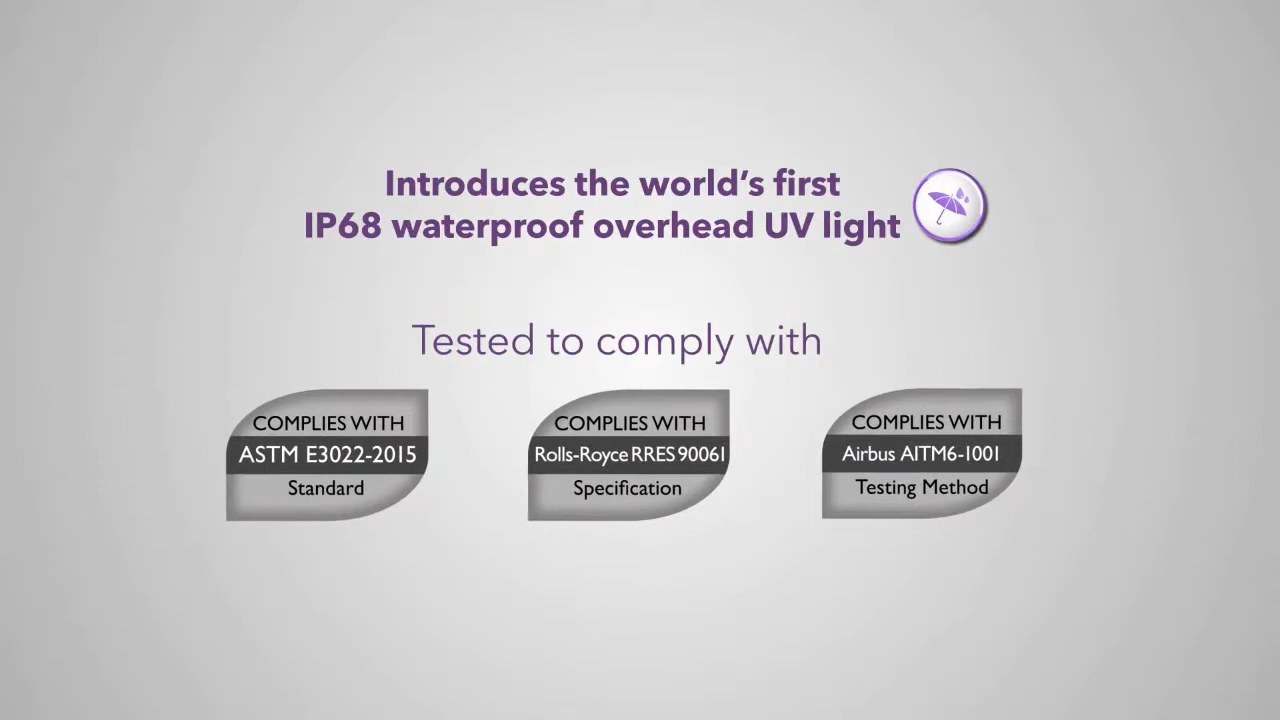 Introduces the world's first
IP68 waterproof overhead UV light
Tested to comply with
COMPLIES WITH
ASTM E3022-2015
Standard
COMPLIES WITH
Rolls-Royce RRES 90061
Specification
COMPLIES WITH
Airbus AITM6-1001
Testing Method